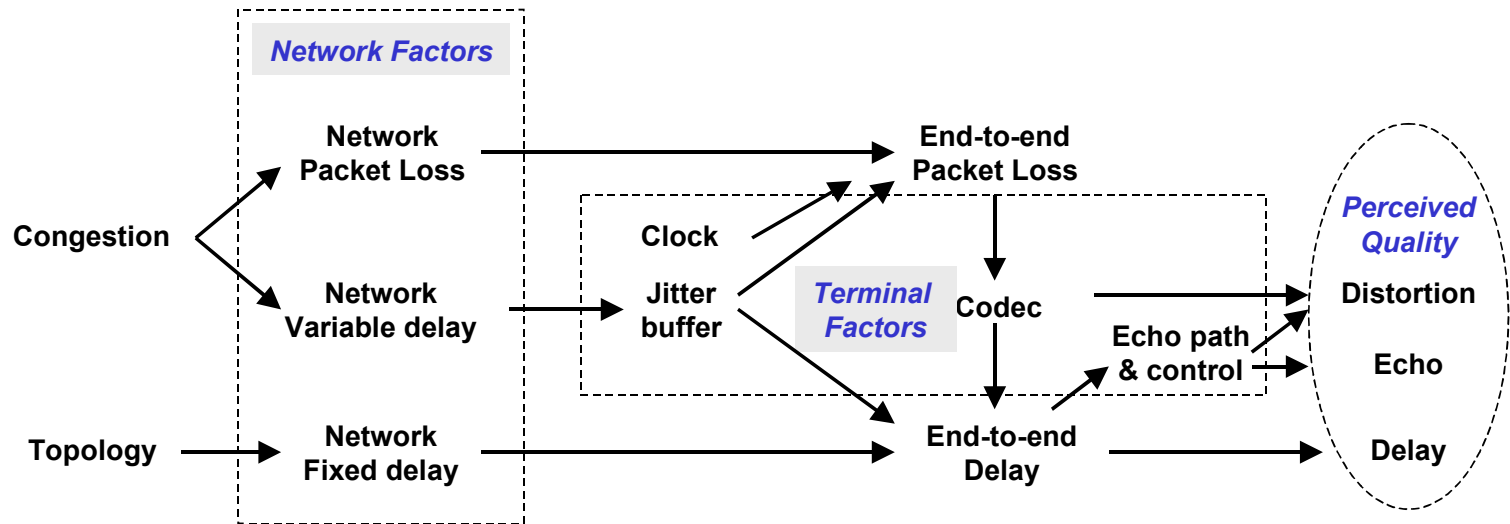 Network Factors
Network
Packet Loss
End-to-end
Packet Loss
Perceived
Quality
Congestion
Clock
Network
Variable delay
Jitter
buffer
Terminal
Factors
Codec
Distortion
Echo path
& control
Echo
Topology
Network
Fixed delay
End-to-end
Delay
Delay